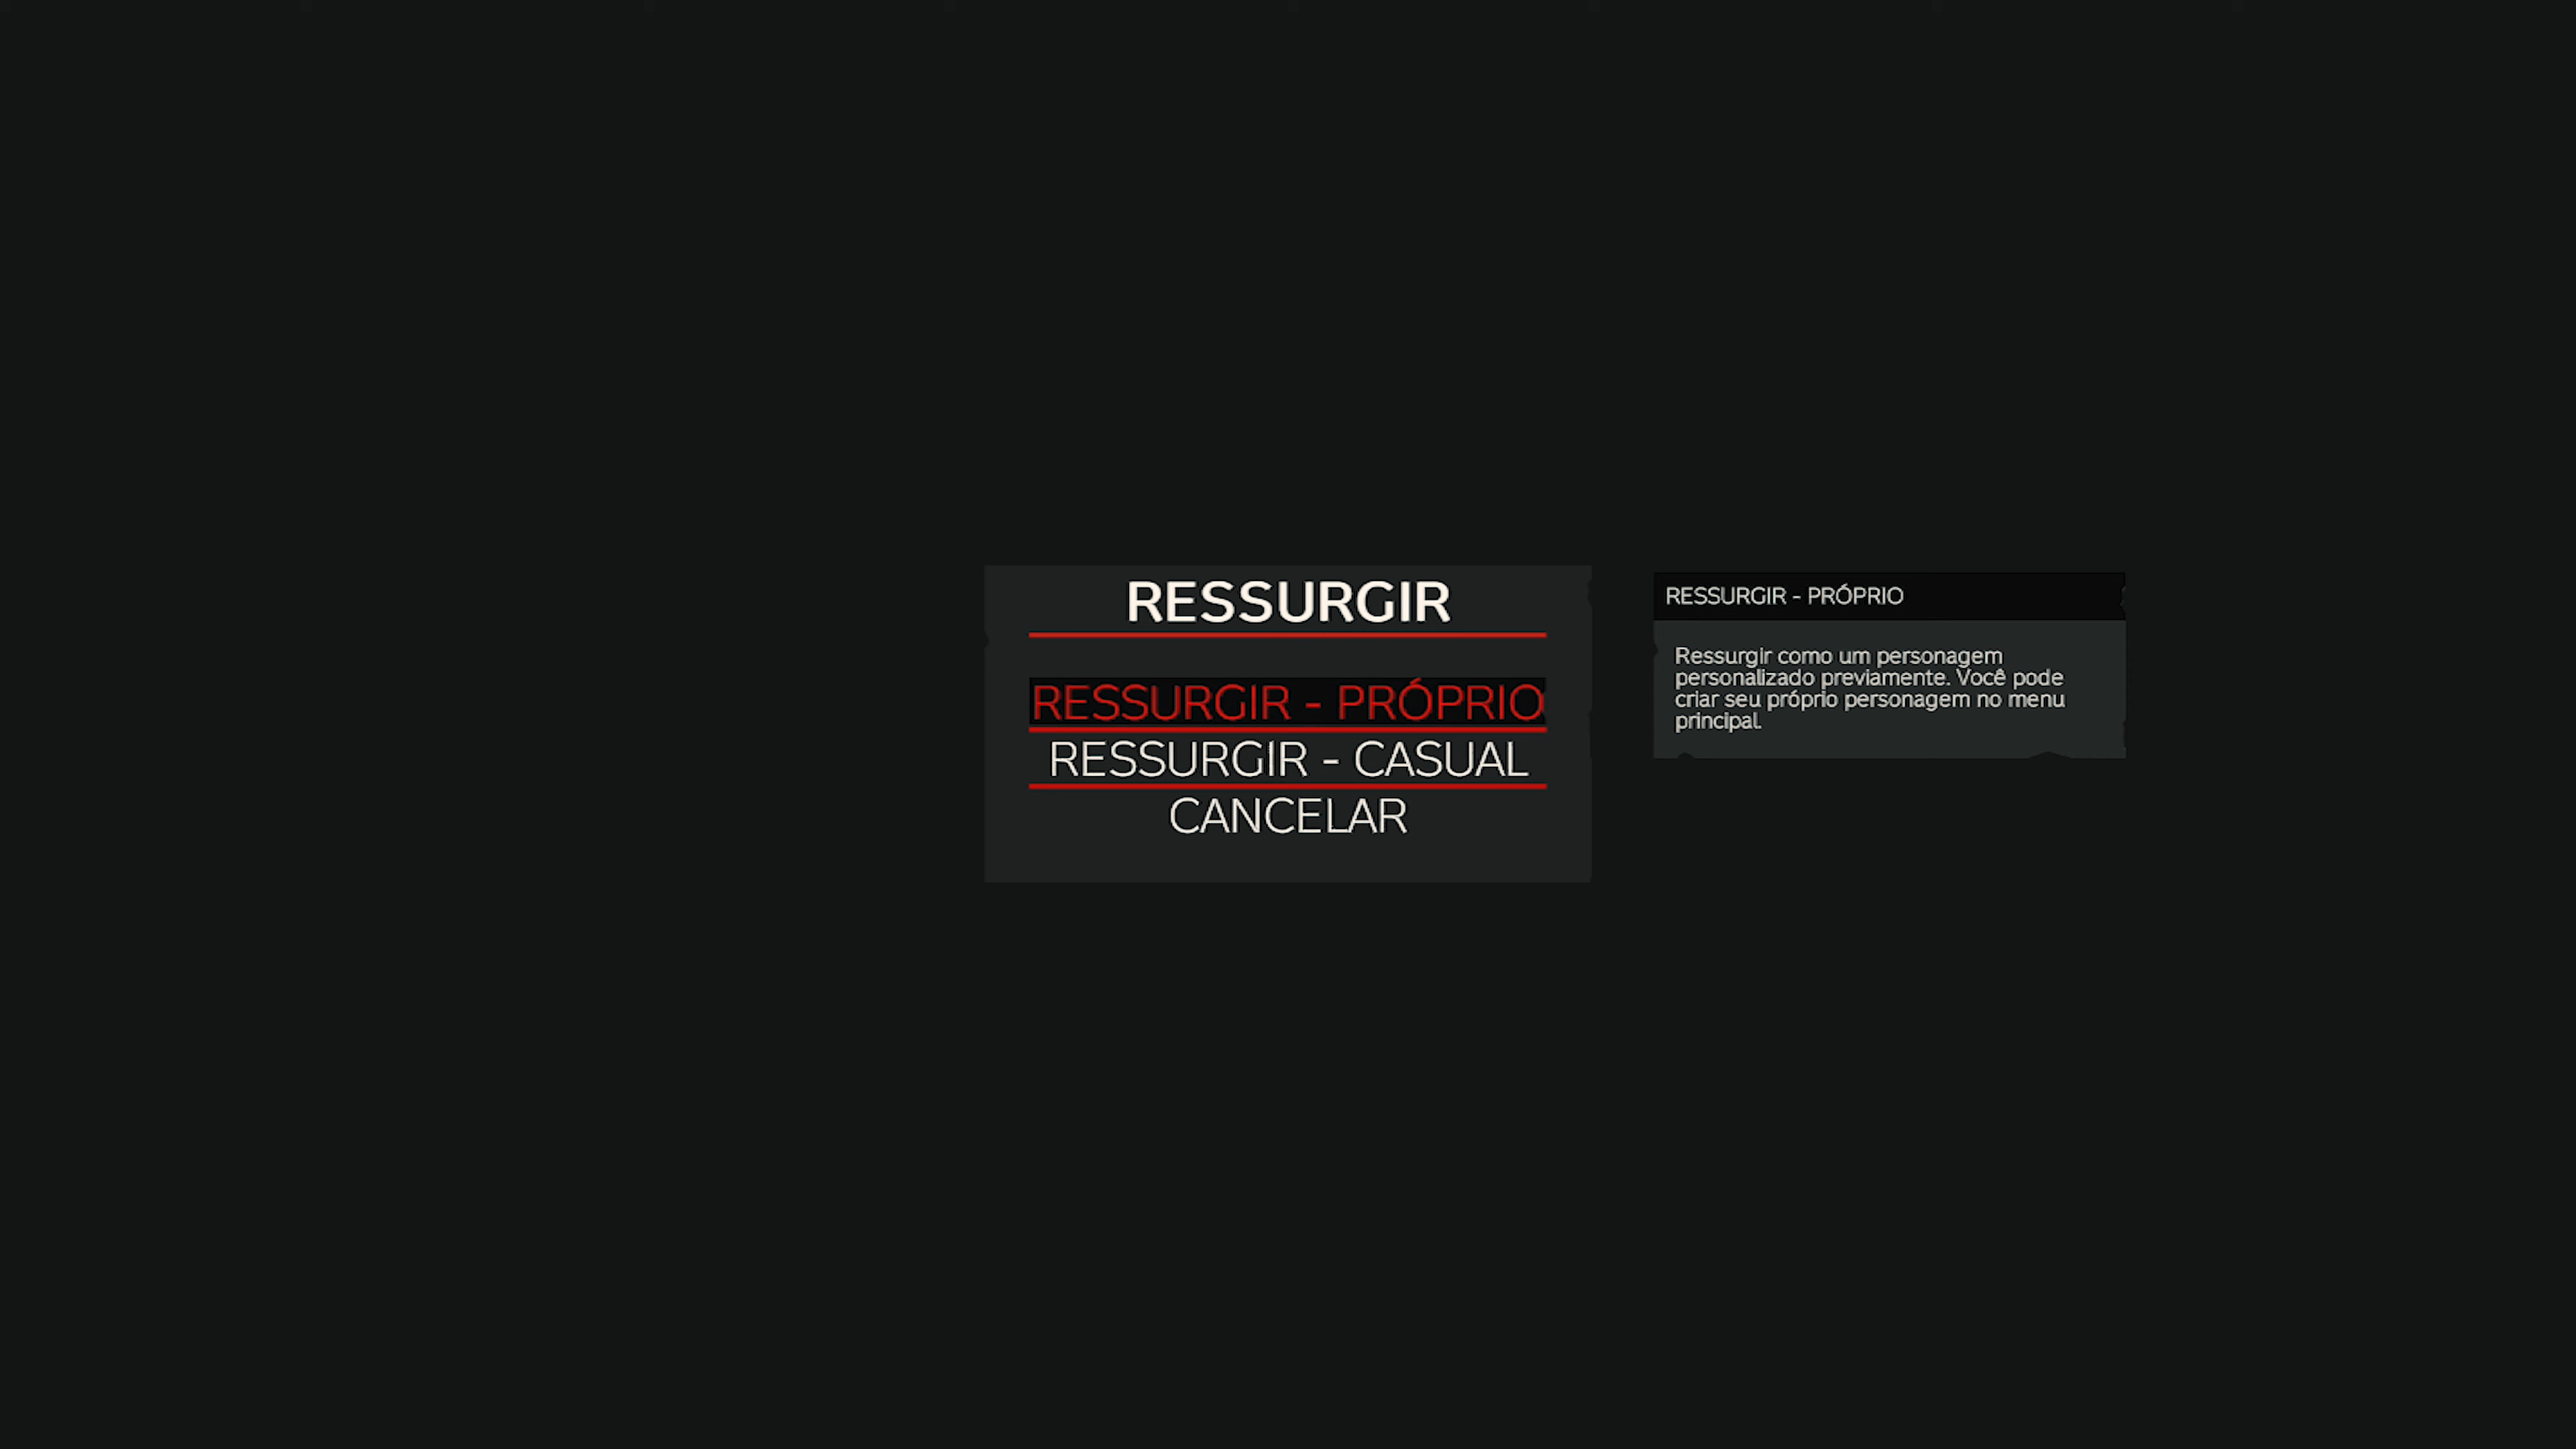 RESSURGIR
RESSURGIR - PRÓPRIO
RESSURGIR - CASUAL
CANCELAR
RESSURGIR - PRÓPRIO
Ressurgir como um personagem
personalizado previamente. Você pode
criar seu próprio personagem no menu
principal.